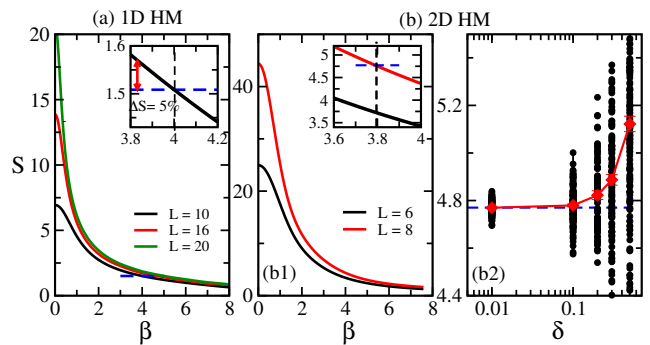 (a) 1D HM
(b) 2D HM
20
15
10
5
0
S
0 2 4 6 8
β
1.6
1.5
3.8 4 4.2
ΔS= 5%
L = 10
L = 16
L = 20
40
20
0
0 2 4 6 8
β
5
4.5
4
3.5
3.6 4
L = 6
L = 8
(b1)
5.2
4.8
4.4
0.01 0.1
δ
(b2)